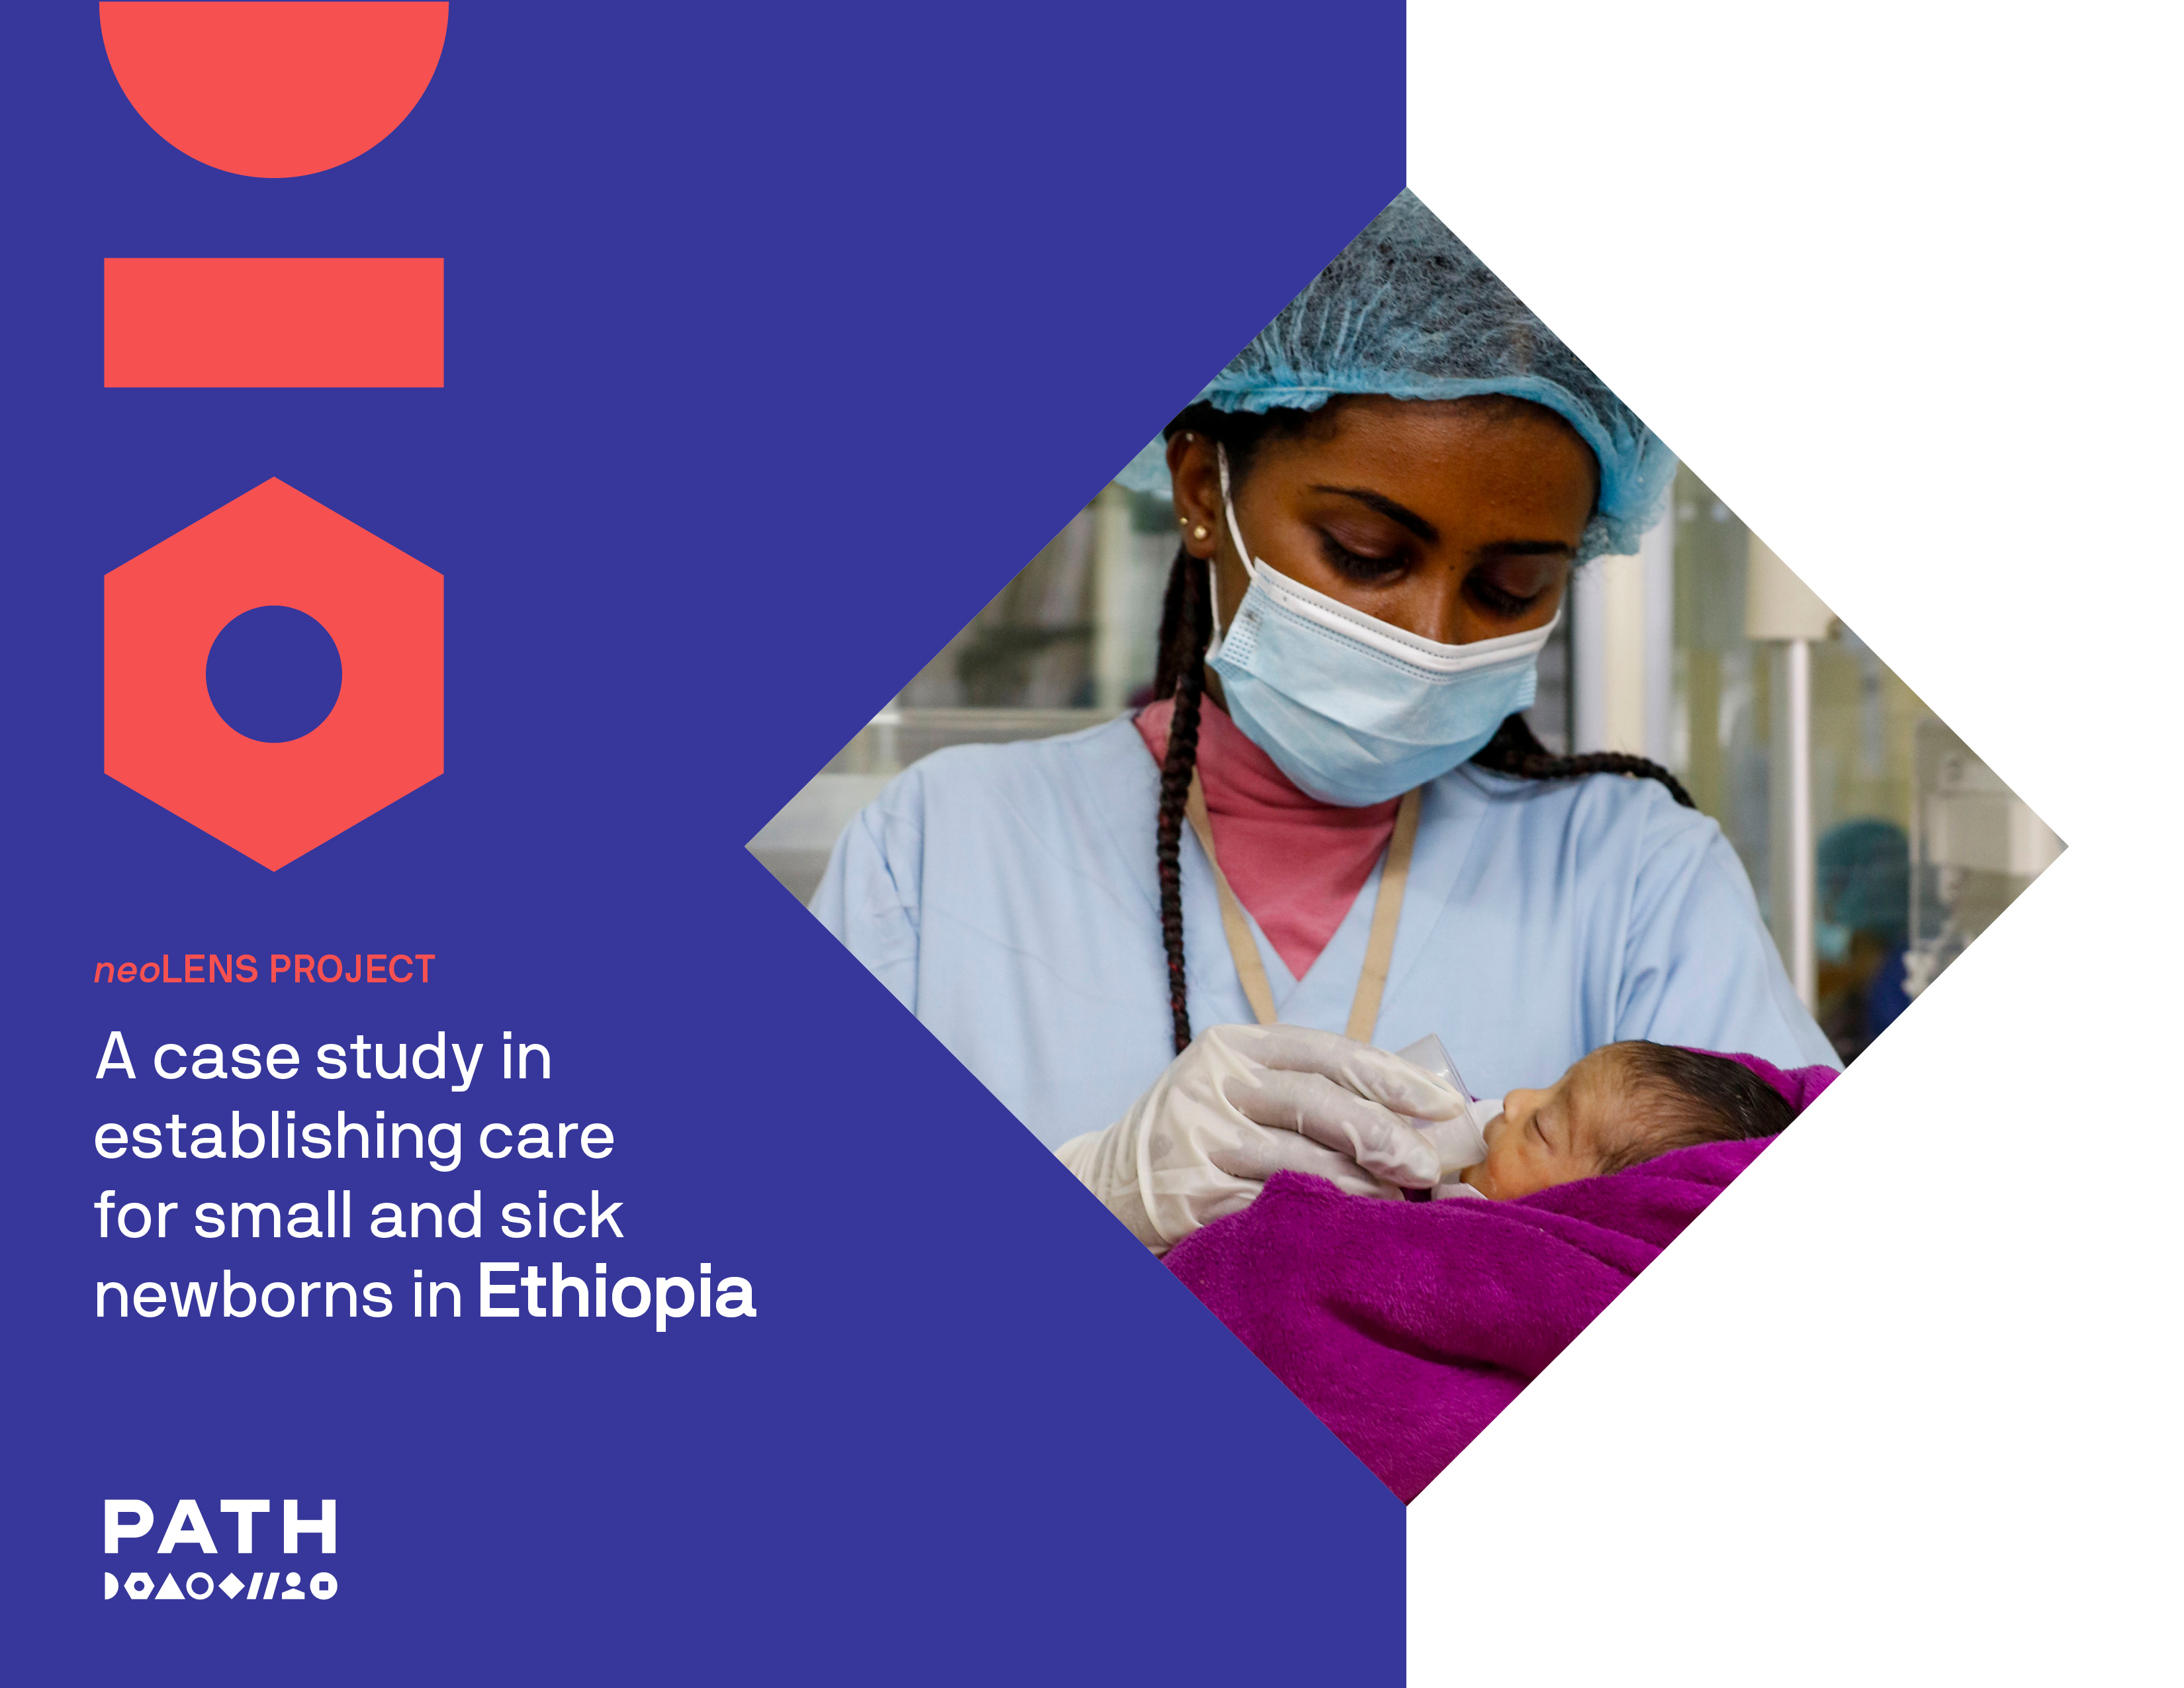 neoLENS PROJECT
A case study in
establishing care
for small and sick
newborns in Ethiopia
PATH